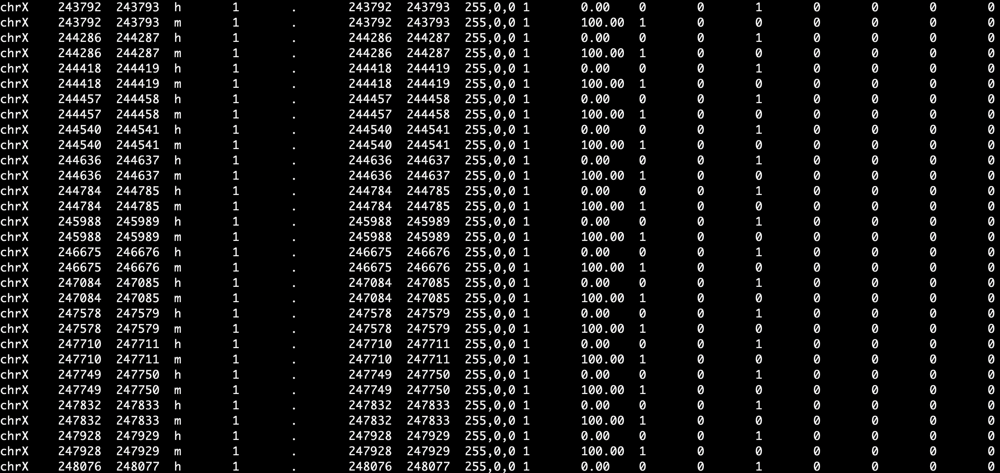 chrX 243792 243793 h 1 . 243792 243793 255,0,0 1 0.00 0 0 1 0 0 0 0
chrX 243792 243793 m 1 . 243792 243793 255,0,0 1 100.00 1 0 0 0 0 0 0
chrX 244286 244287 h 1 . 244286 244287 255,0,0 1 0.00 0 0 1 0 0 0 0
chrX 244286 244287 m 1 . 244286 244287 255,0,0 1 100.00 1 0 0 0 0 0 0
chrX 244418 244419 h 1 . 244418 244419 255,0,0 1 0.00 0 0 1 0 0 0 0
chrX 244418 244419 m 1 . 244418 244419 255,0,0 1 100.00 1 0 0 0 0 0 0
chrX 244457 244458 h 1 . 244457 244458 255,0,0 1 0.00 0 0 1 0 0 0 0
chrX 244457 244458 m 1 . 244457 244458 255,0,0 1 100.00 1 0 0 0 0 0 0
chrX 244540 244541 h 1 . 244540 244541 255,0,0 1 0.00 0 0 1 0 0 0 0
chrX 244540 244541 m 1 . 244540 244541 255,0,0 1 100.00 1 0 0 0 0 0 0
chrX 244636 244637 h 1 . 244636 244637 255,0,0 1 0.00 0 0 1 0 0 0 0
chrX 244636 244637 m 1 . 244636 244637 255,0,0 1 100.00 1 0 0 0 0 0 0
chrX 244784 244785 h 1 . 244784 244785 255,0,0 1 0.00 0 0 1 0 0 0 0
chrX 244784 244785 m 1 . 244784 244785 255,0,0 1 100.00 1 0 0 0 0 0 0
chrX 245988 245989 h 1 . 245988 245989 255,0,0 1 0.00 0 0 1 0 0 0 0
chrX 245988 245989 m 1 . 245988 245989 255,0,0 1 100.00 1 0 0 0 0 0 0
chrX 246675 246676 h 1 . 246675 246676 255,0,0 1 0.00 0 0 1 0 0 0 0
chrX 246675 246676 m 1 . 246675 246676 255,0,0 1 100.00 1 0 0 0 0 0 0
chrX 247084 247085 h 1 . 247084 247085 255,0,0 1 0.00 0 0 1 0 0 0 0
chrX 247084 247085 m 1 . 247084 247085 255,0,0 1 100.00 1 0 0 0 0 0 0
chrX 247578 247579 h 1 . 247578 247579 255,0,0 1 0.00 0 0 1 0 0 0 0
chrX 247578 247579 m 1 . 247578 247579 255,0,0 1 100.00 1 0 0 0 0 0 0
chrX 247710 247711 h 1 . 247710 247711 255,0,0 1 0.00 0 0 1 0 0 0 0
chrX 247710 247711 m 1 . 247710 247711 255,0,0 1 100.00 1 0 0 0 0 0 0
chrX 247749 247750 h 1 . 247749 247750 255,0,0 1 0.00 0 0 1 0 0 0 0
chrX 247749 247750 m 1 . 247749 247750 255,0,0 1 100.00 1 0 0 0 0 0 0
chrX 247832 247833 h 1 . 247832 247833 255,0,0 1 0.00 0 0 1 0 0 0 0
chrX 247832 247833 m 1 . 247832 247833 255,0,0 1 100.00 1 0 0 0 0 0 0
chrX 247928 247929 h 1 . 247928 247929 255,0,0 1 0.00 0 0 1 0 0 0 0
chrX 247928 247929 m 1 . 247928 247929 255,0,0 1 100.00 1 0 0 0 0 0 0
chrX 248076 248077 h 1 . 248076 248077 255,0,0 1 0.00 0 0 1 0 0 0 0